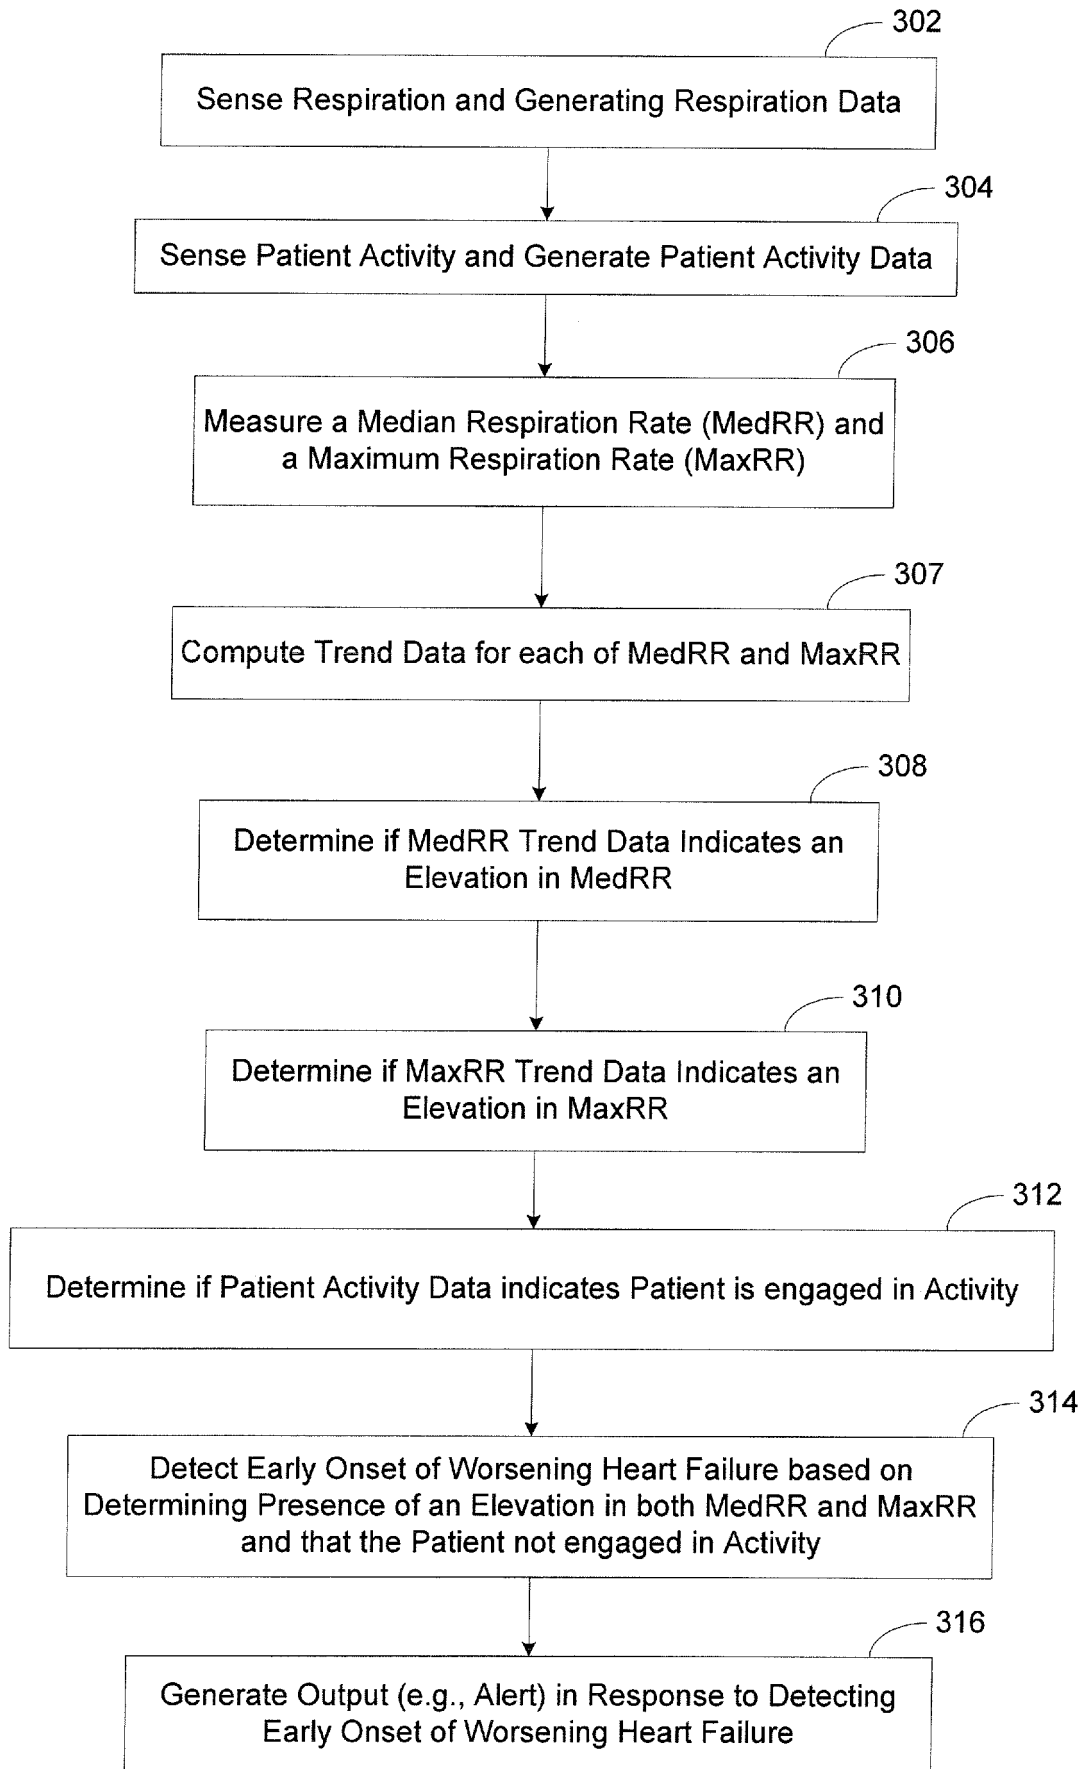 302
Sense Respiration and Generating Respiration Data
304
Sense Patient Activity and Generate Patient Activity Data
306
Measure a Median Respiration Rate (MedRR) and
a Maximum Respiration Rate (MaxRR)
307
Compute Trend Data for each of MedRR and MaxRR
308
Determine if MedRR Trend Data Indicates an
Elevation in MedRR
310
Determine if MaxRR Trend Data Indicates an
Elevation in MaxRR
312
Determine if Patient Activity Data indicates Patient is engaged in Activity
314
Detect Early Onset of Worsening Heart Failure based on
Determining Presence of an Elevation in both MedRR and MaxRR
and that the Patient not engaged in Activity
316
Generate Output (e.g., Alert) in Response to Detecting
Early Onset of Worsening Heart Failure